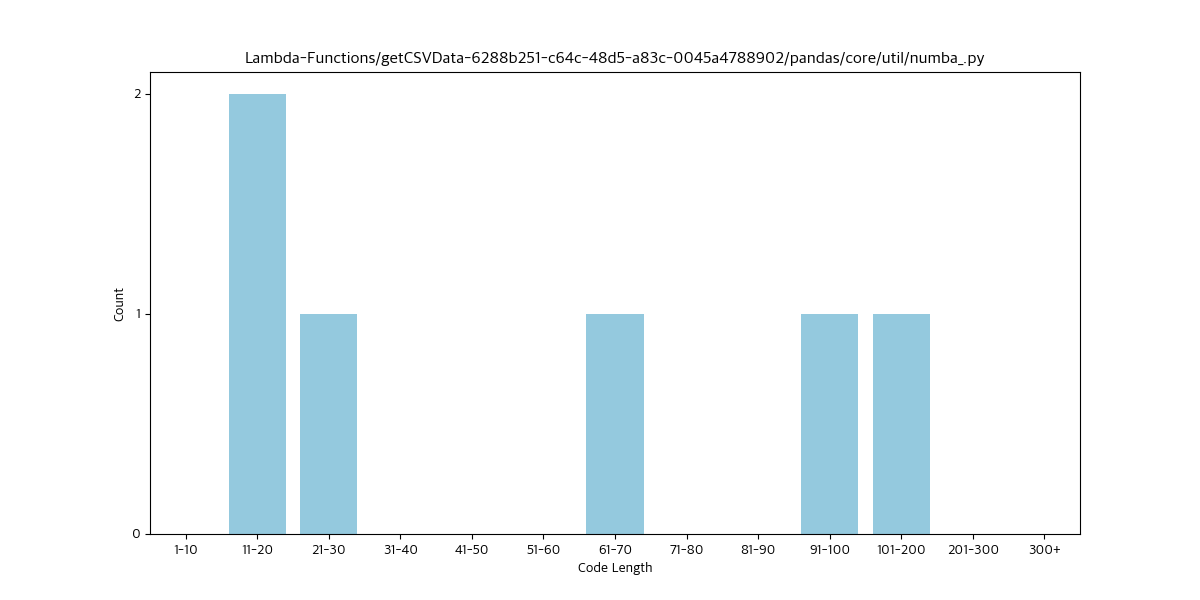 Lambda-Functions/getCSVData-6288b251-c64c-48d5-a83c-0045a4788902/pandas/core/util/numba_.py
2
1
0
Count
1-10 11-20 21-30 31-40 41-50 51-60 61-70 71-80 81-90 91-100 101-200 201-300 300+
Code Length